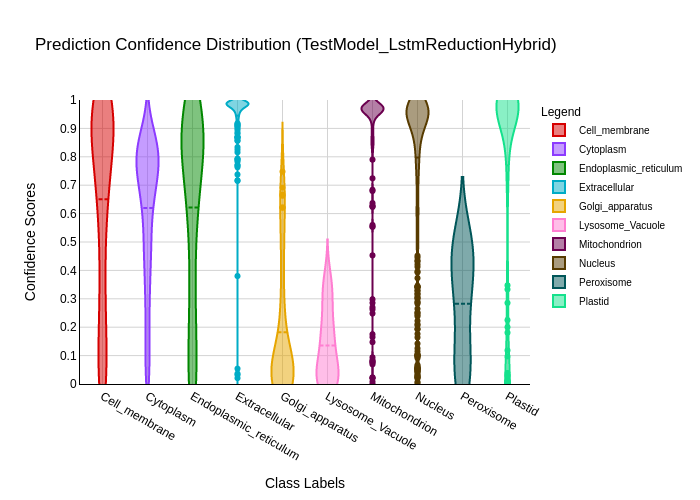 Prediction Confidence Distribution (TestModel_LstmReductionHybrid)
Legend
Cell_membrane
Cytoplasm
Endoplasmic_reticulum
Extracellular
Golgi_apparatus
Lysosome_Vacuole
Mitochondrion
Nucleus
Peroxisome
Plastid
Confidence Scores
1
0.9
0.8
0.7
0.6
0.5
0.4
0.3
0.2
0.1
0
Cell_membrane
Cytoplasm
Endoplasmic_reticulum
Extracellular
Golgi_apparatus
Lysosome_Vacuole
Mitochondrion
Nucleus
Peroxisome
Plastid
Class Labels